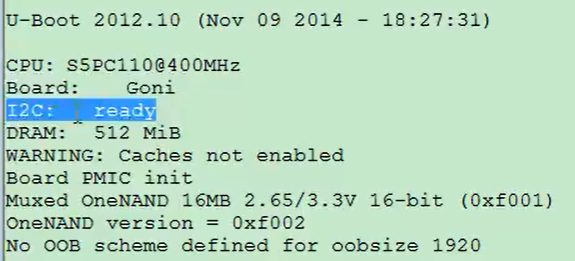 U-Boot 2012.10 (Nov 09 2014 - 18:27:31)
CPU: S5PC110@400MHz
Board: Goni
I2C: ready
DRAM: 512 MiB
WARNING: Caches not enabled
Board PMIC init
Muxed OneNAND 16MB 2.65/3.3V 16-bit (0xf001)
OneNAND version = 0xf002
No OOB scheme defined for oobsize 1920